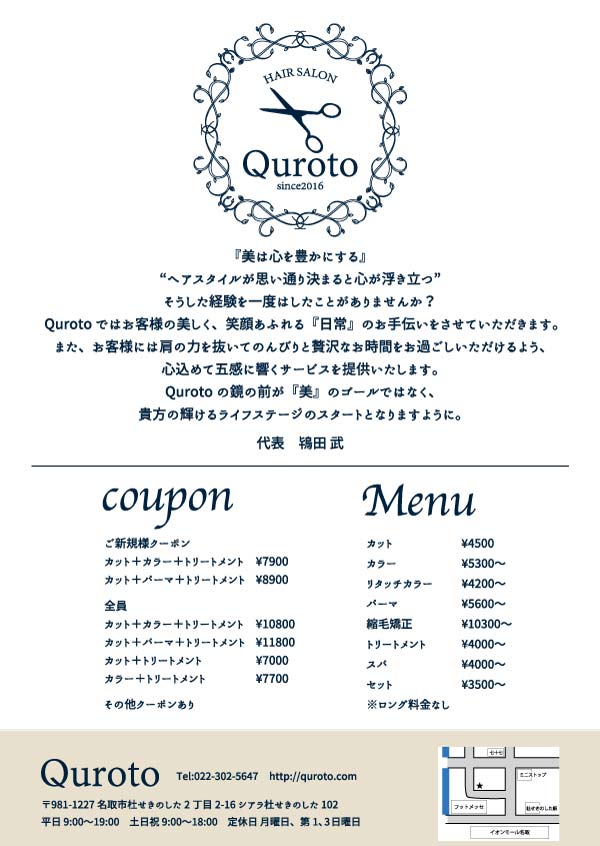 HAIR SALON
Quroto
since2016
『美は心を豊かにする』
“ヘアスタイルが思い通り決まると心が浮き立つ”
そうした経験を一度はしたことがありませんか？
Quroto ではお客様の美しく、笑顔あふれる『日常』のお手伝いをさせていただきます。
また、お客様には肩の力を抜いてのんびりと贅沢なお時間をお過ごしいただけるよう、
心込めて五感に響くサービスを提供いたします。
Quroto の鏡の前が『美』のゴールではなく、
貴方の輝けるライフステージのスタートとなりますように。
代表　鴇田 武
coupon
ご新規様クーポン
カット＋カラー＋トリートメント ¥7900
カット＋パーマ＋トリートメント ¥8900
全員
カット＋カラー＋トリートメント ¥10800
カット＋パーマ＋トリートメント ¥11800
カット＋トリートメント ¥7000
カラー＋トリートメント ¥7700
その他クーポンあり
Menu
カット ¥4500
カラー ¥5300〜
リタッチカラー ¥4200〜
パーマ ¥5600〜
縮毛矯正 ¥10300〜
トリートメント ¥4000〜
スパ ¥4000〜
セット ¥3500〜
※ロング料金なし
Quroto Tel:022-302-5647 http://quroto.com
〒981-1227 名取市杜せきのした 2 丁目 2-16 シアラ杜せきのした 102
平日 9:00〜19:00　土日祝 9:00〜18:00　定休日 月曜日、第 1、3 日曜日
七十七
ミニストップ
★
フットメッセ
杜せきのした駅
イオンモール名取